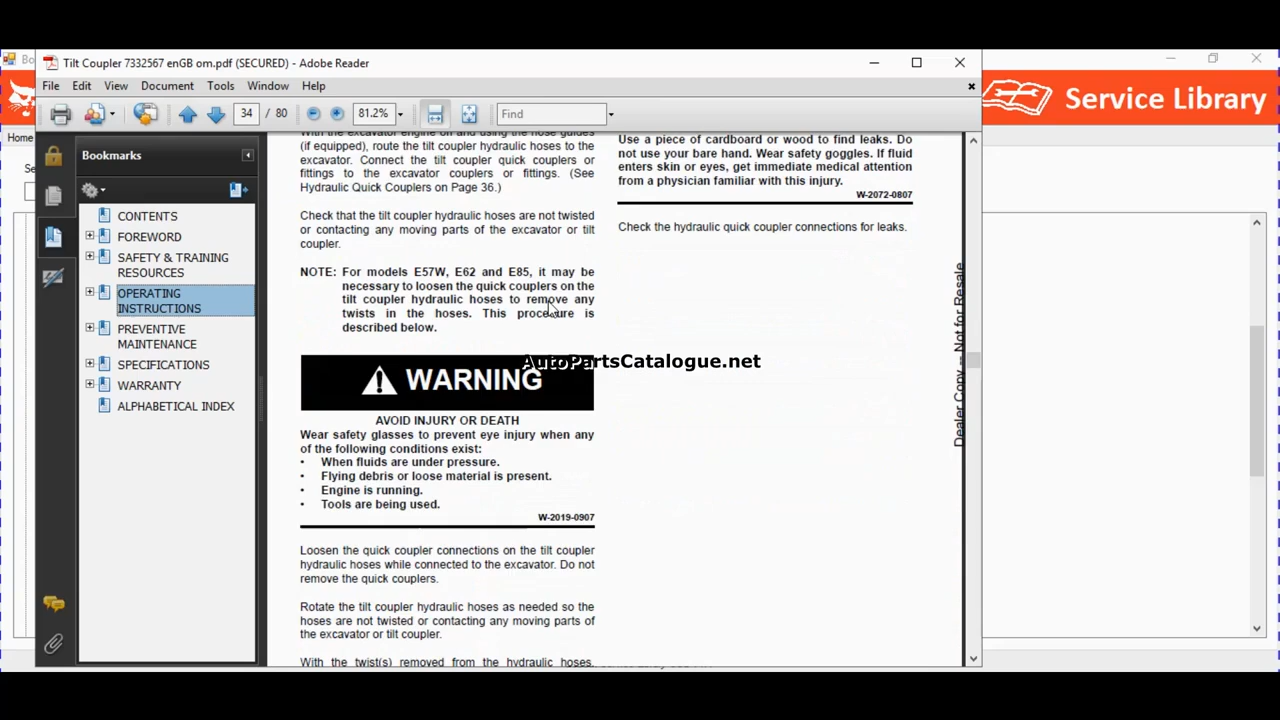 Bo
Tilt Coupler 7332567 enGB om.pdf (SECURED) - Adobe Reader
Service Library
File Edit View Document Tools Window Help
34 / 80 81.2% Find
Home
Se
Bookmarks
CONTENTS
FOREWORD
SAFETY & TRAINING
RESOURCES
OPERATING
INSTRUCTIONS
PREVENTIVE
MAINTENANCE
SPECIFICATIONS
WARRANTY
ALPHABETICAL INDEX
With the excavator engine off and using the hose guides
(if equipped), route the tilt coupler hydraulic hoses to the
excavator. Connect the tilt coupler quick couplers or
fittings to the excavator couplers or fittings. (See
Hydraulic Quick Couplers on Page 36.)
Check that the tilt coupler hydraulic hoses are not twisted
or contacting any moving parts of the excavator or tilt
coupler.
NOTE: For models E57W, E62 and E85, it may be
necessary to loosen the quick couplers on the
tilt coupler hydraulic hoses to remove any
twists in the hoses. This procedure is
described below.
WARNING
AVOID INJURY OR DEATH
Wear safety glasses to prevent eye injury when any
of the following conditions exist:
• When fluids are under pressure.
• Flying debris or loose material is present.
• Engine is running.
• Tools are being used.
W-2019-0907
Loosen the quick coupler connections on the tilt coupler
hydraulic hoses while connected to the excavator. Do not
remove the quick couplers.
Rotate the tilt coupler hydraulic hoses as needed so the
hoses are not twisted or contacting any moving parts of
the excavator or tilt coupler.
With the twist(s) removed from the hydraulic hoses,
Use a piece of cardboard or wood to find leaks. Do
not use your bare hand. Wear safety goggles. If fluid
enters skin or eyes, get immediate medical attention
from a physician familiar with this injury.
W-2072-0807
Check the hydraulic quick coupler connections for leaks.
Dealer Copy -- Not for Resale
AutoPartsCatalogue.net